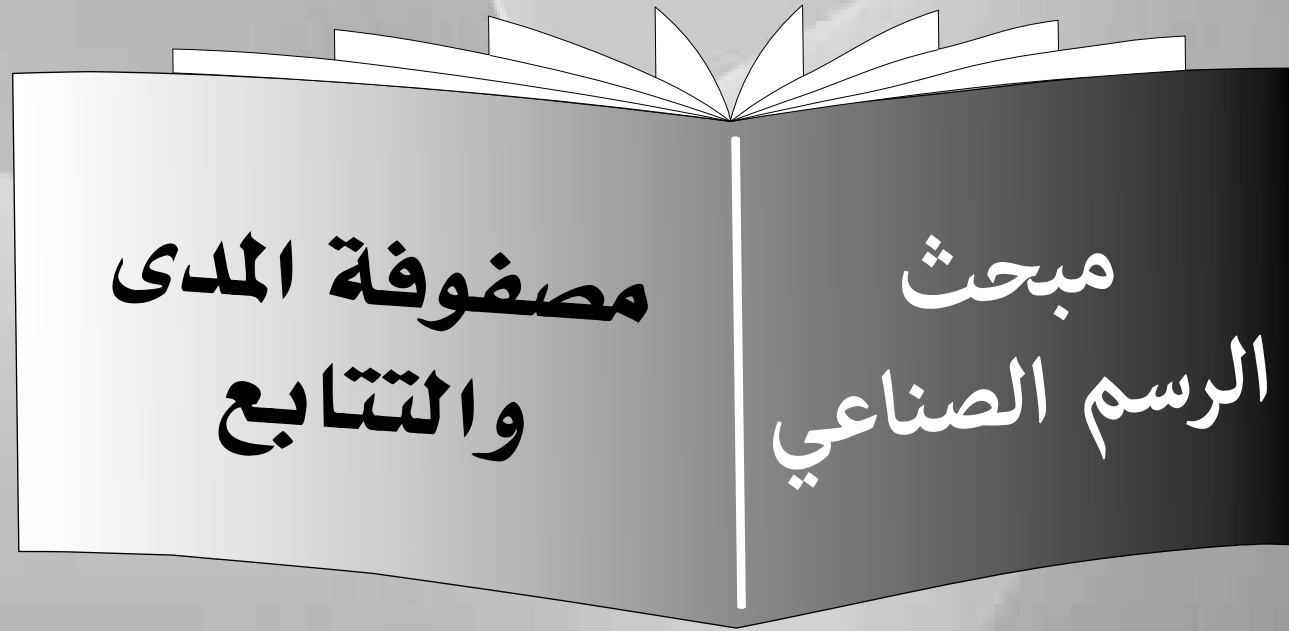 مبحث
الرسم الصناعي
مصفوفة المدى
والتتابع